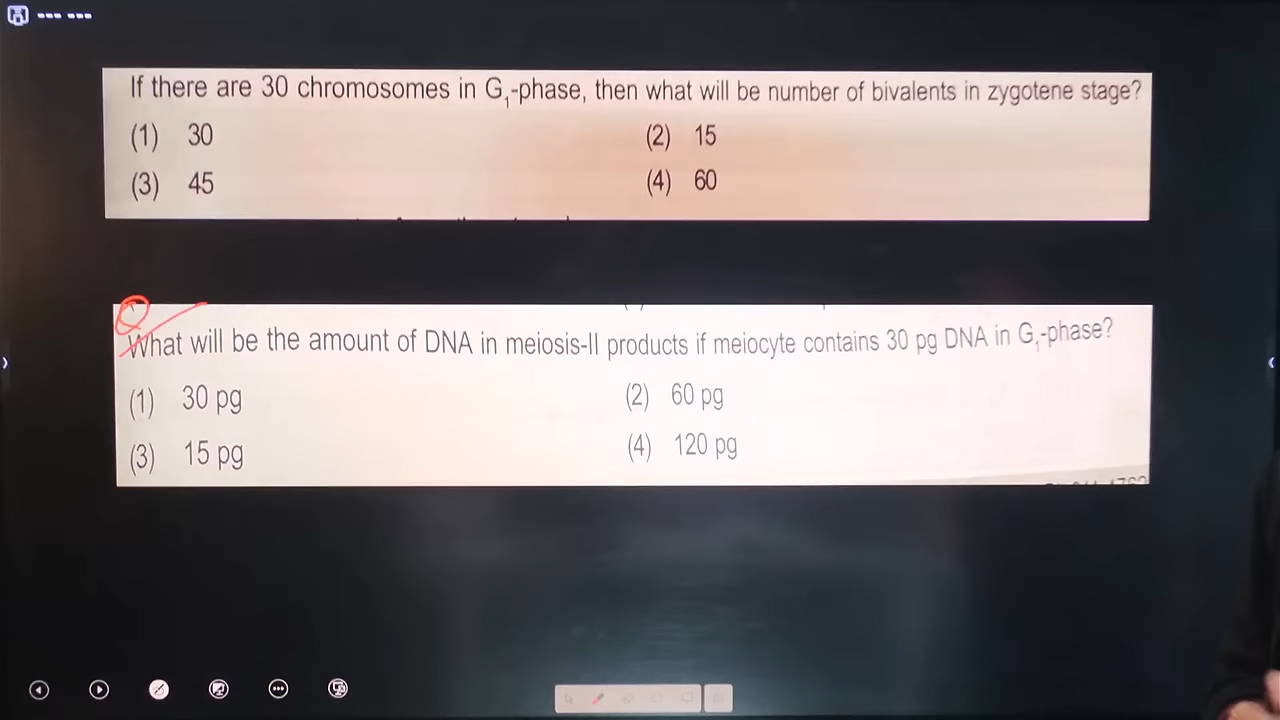 If there are 30 chromosomes in G₁-phase, then what will be number of bivalents in zygotene stage?
(1) 30 (2) 15
(3) 45 (4) 60
What will be the amount of DNA in meiosis-II products if meiocyte contains 30 pg DNA in G₁-phase?
(1) 30 pg (2) 60 pg
(3) 15 pg (4) 120 pg